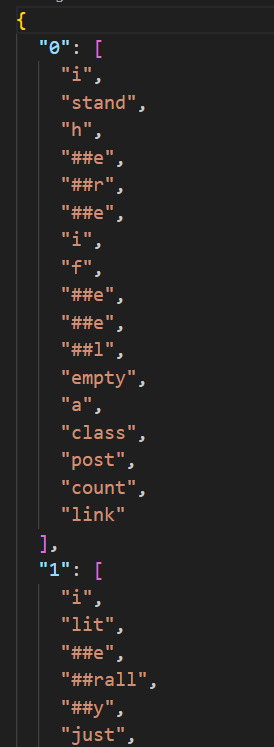 {
"0": [
"i",
"stand",
"h",
"##e",
"##r",
"##e",
"i",
"f",
"##e",
"##e",
"##l",
"empty",
"a",
"class",
"post",
"count",
"link"
],
"1": [
"i",
"lit",
"##e",
"##rall",
"##y",
"just",